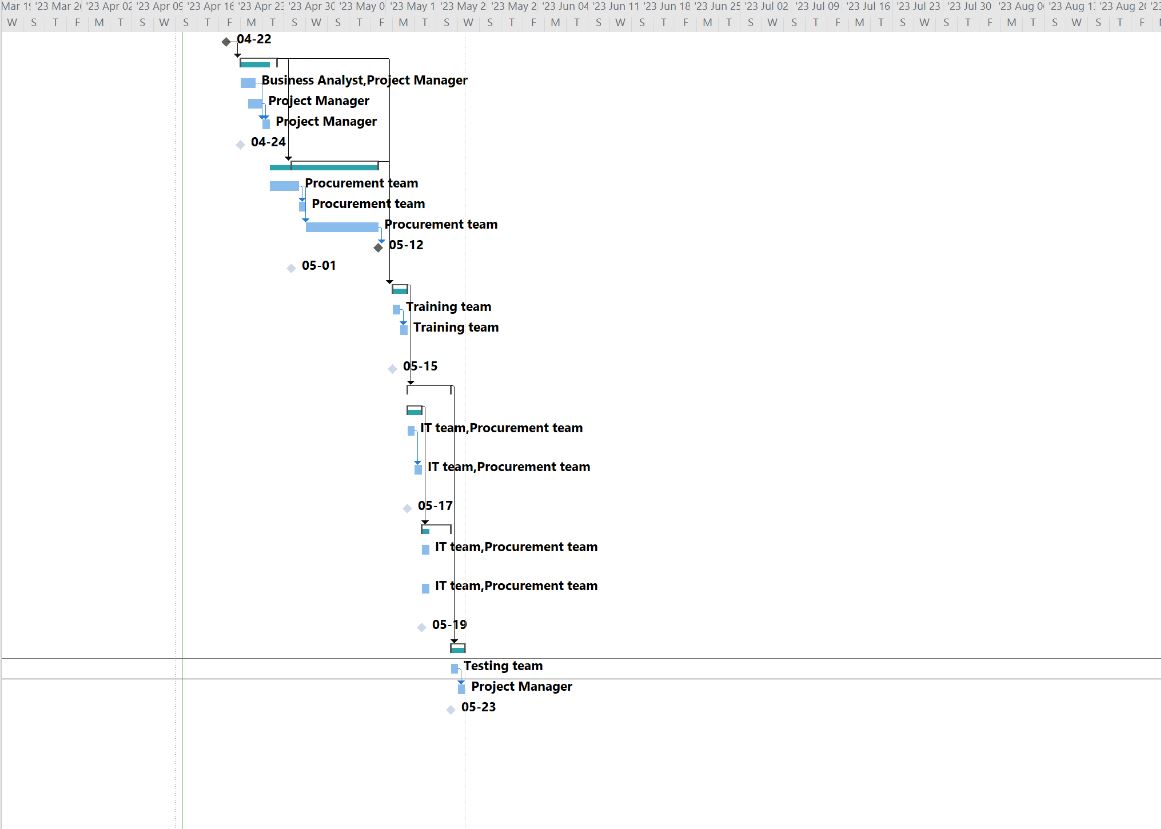 Mar 19 '23 Mar 26 '23 Apr 02 '23 Apr 09 '23 Apr 16 '23 Apr 23 '23 Apr 30 '23 May 0 '23 May 1 '23 May 2 '23 May 2 '23 Jun 04 '23 Jun 11 '23 Jun 18 '23 Jun 25 '23 Jul 02 '23 Jul 09 '23 Jul 16 '23 Jul 23 '23 Jul 30 '23 Aug 0 '23 Aug 1 '23 Aug 2 '23
W S T F M T S W S T F M T S W S T F M T S W S T F M T S W S T F M T S W S T F M T S W S T F M T S W S T F M
04-22
Business Analyst,Project Manager
Project Manager
Project Manager
04-24
Procurement team
Procurement team
Procurement team
05-12
05-01
Training team
Training team
05-15
IT team,Procurement team
IT team,Procurement team
05-17
IT team,Procurement team
IT team,Procurement team
05-19
Testing team
Project Manager
05-23